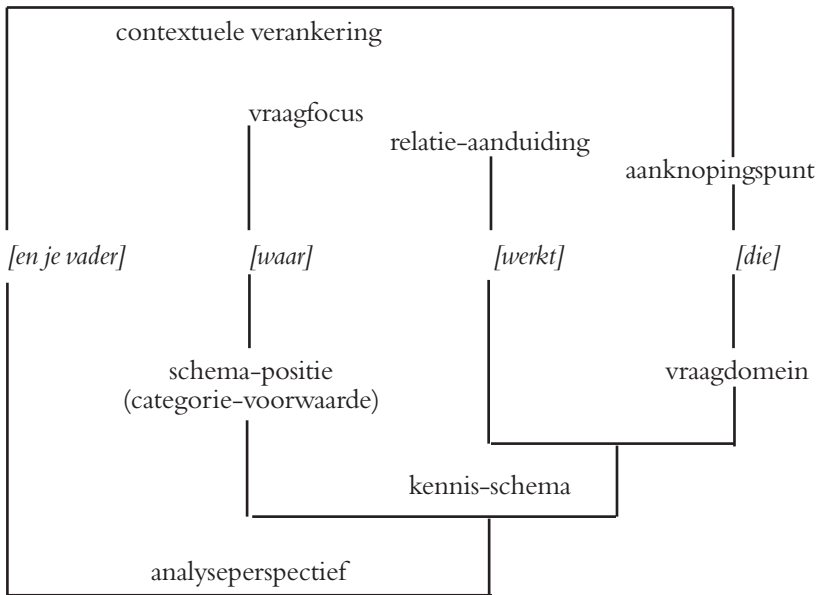 contextuele verankering
vraagfocus
relatie-aanduiding
aanknopingspunt
[en je vader] [waar] [werkt] [die]
schema-positie
(categorie-voorwaarde)
vraagdomein
kennis-schema
analyseperspectief